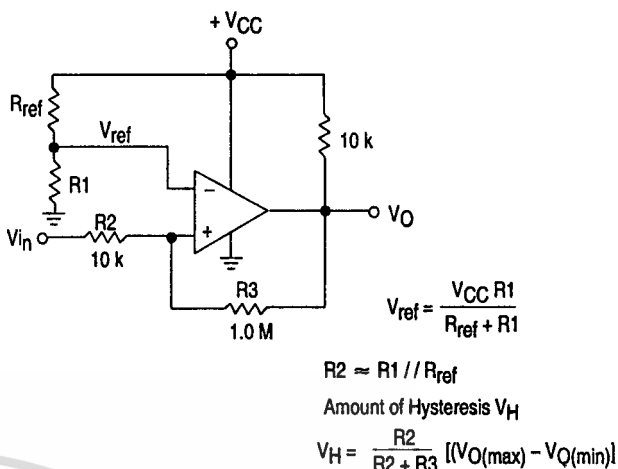 + VCC
Rref
Vref
10 k
R1
−
VO
Vin
R2
+
10 k
R3
1.0 M
Vref = VCC R1 / Rref + R1
R2 ≈ R1 // Rref
Amount of Hysteresis VH
VH = R2 / R2 + R3 [(VO(max) – VO(min)]